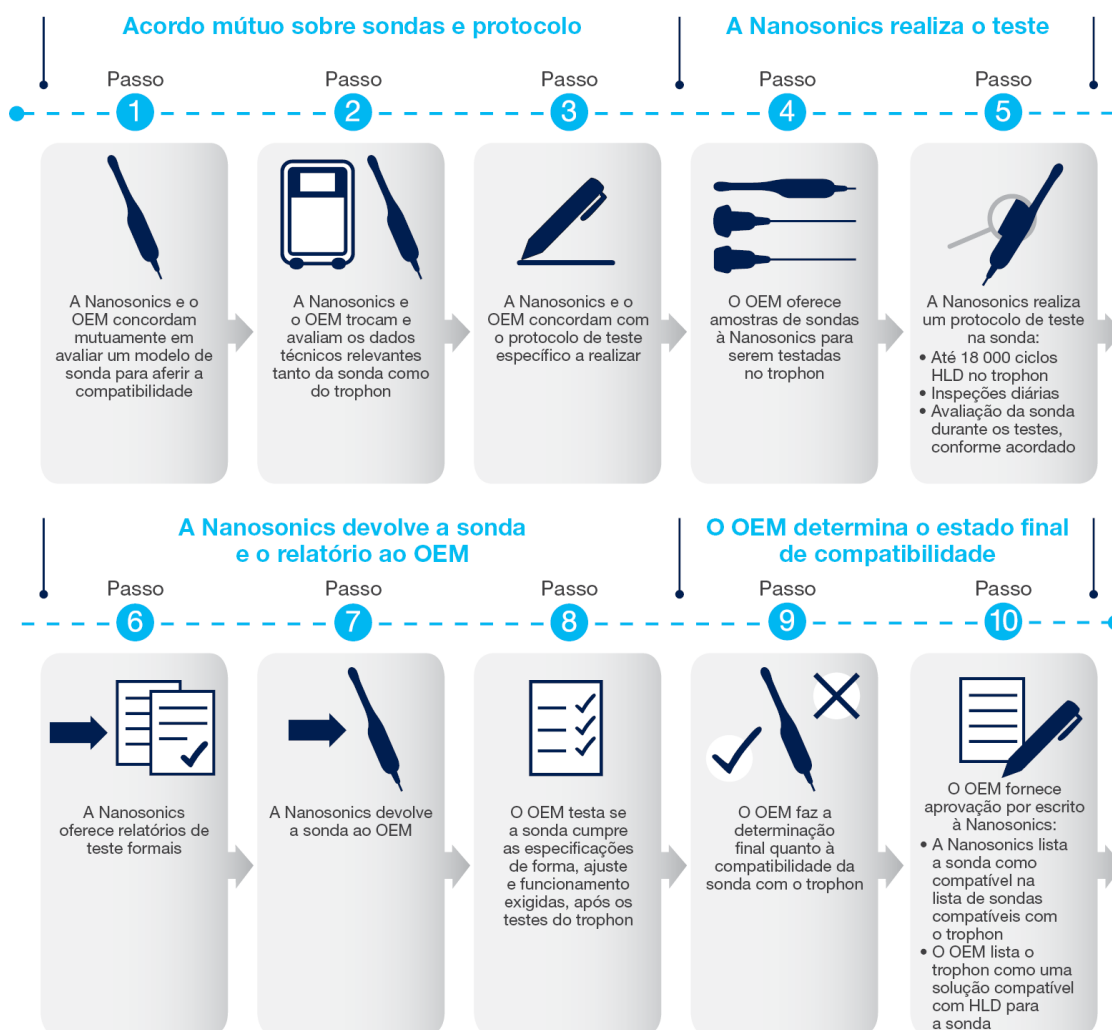 Acordo mútuo sobre sondas e protocolo
A Nanosonics realiza o teste
Passo
1
Passo
2
Passo
3
Passo
4
Passo
5
A Nanosonics e o
OEM concordam
mutuamente em
avaliar um modelo de
sonda para aferir a
compatibilidade
A Nanosonics e
o OEM trocam e
avaliam os dados
técnicos relevantes
tanto da sonda como
do trophon
A Nanosonics e o
OEM concordam com
o protocolo de teste
específico a realizar
O OEM oferece
amostras de sondas
à Nanosonics para
serem testadas
no trophon
A Nanosonics realiza
um protocolo de teste
na sonda:
• Até 18 000 ciclos
HLD no trophon
• Inspeções diárias
• Avaliação da sonda
durante os testes,
conforme acordado
A Nanosonics devolve a sonda
e o relatório ao OEM
O OEM determina o estado final
de compatibilidade
Passo
6
Passo
7
Passo
8
Passo
9
Passo
10
A Nanosonics
oferece relatórios de
teste formais
A Nanosonics devolve
a sonda ao OEM
O OEM testa se
a sonda cumpre
as especificações
de forma, ajuste
e funcionamento
exigidas, após os
testes do trophon
O OEM faz a
determinação
final quanto à
compatibilidade da
sonda com o trophon
O OEM fornece
aprovação por escrito
à Nanosonics:
• A Nanosonics lista
a sonda como
compatível na
lista de sondas
compatíveis com
o trophon
• O OEM lista o
trophon como uma
solução compatível
com HLD para
a sonda